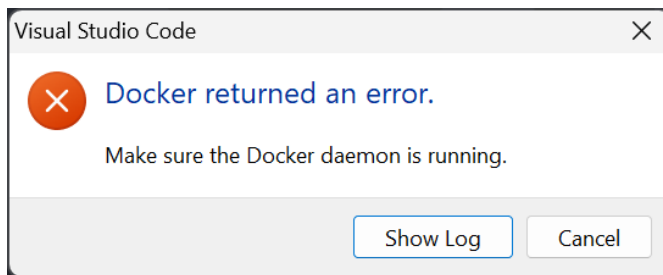 Visual Studio Code
Docker returned an error.
Make sure the Docker daemon is running.
Show Log
Cancel